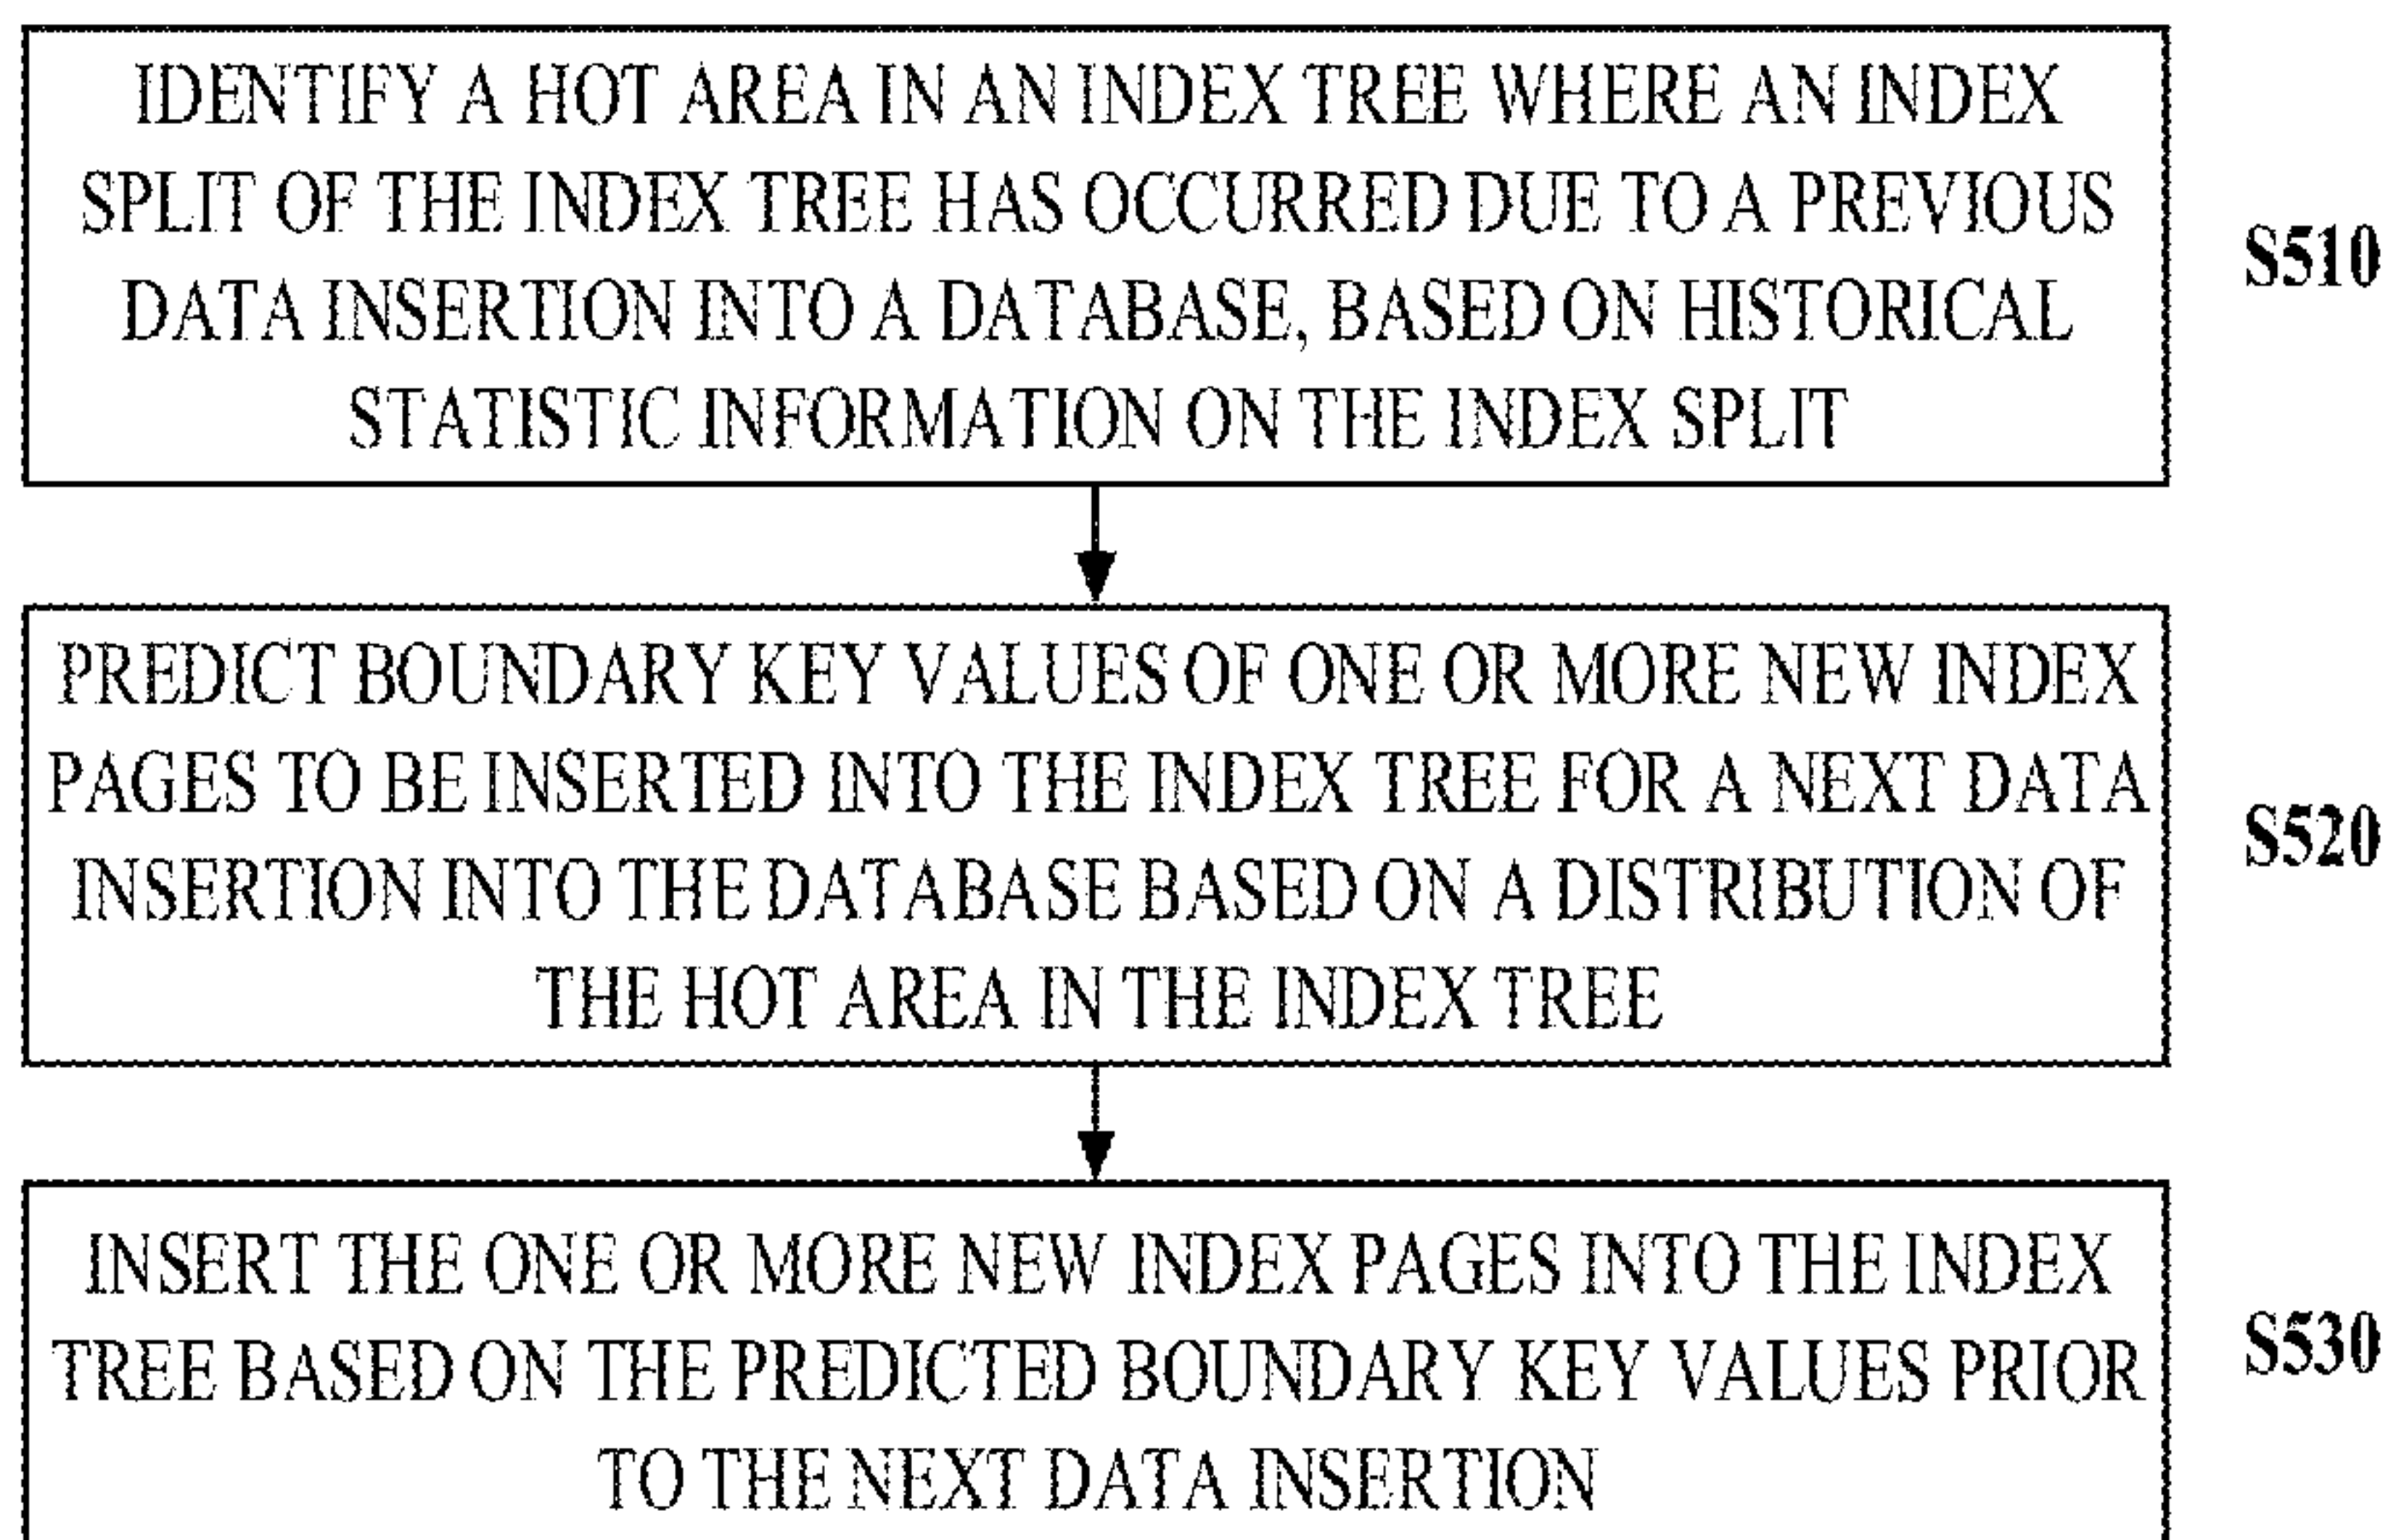 IDENTIFY A HOT AREA IN AN INDEX TREE WHERE AN INDEX
SPLIT OF THE INDEX TREE HAS OCCURRED DUE TO A PREVIOUS
DATA INSERTION INTO A DATABASE, BASED ON HISTORICAL
STATISTIC INFORMATION ON THE INDEX SPLIT
S510
PREDICT BOUNDARY KEY VALUES OF ONE OR MORE NEW INDEX
PAGES TO BE INSERTED INTO THE INDEX TREE FOR A NEXT DATA
INSERTION INTO THE DATABASE BASED ON A DISTRIBUTION OF
THE HOT AREA IN THE INDEX TREE
S520
INSERT THE ONE OR MORE NEW INDEX PAGES INTO THE INDEX
TREE BASED ON THE PREDICTED BOUNDARY KEY VALUES PRIOR
TO THE NEXT DATA INSERTION
S530